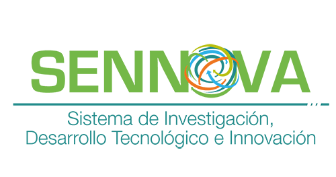 SENNOVA
Sistema de Investigación,
Desarrollo Tecnológico e Innovación